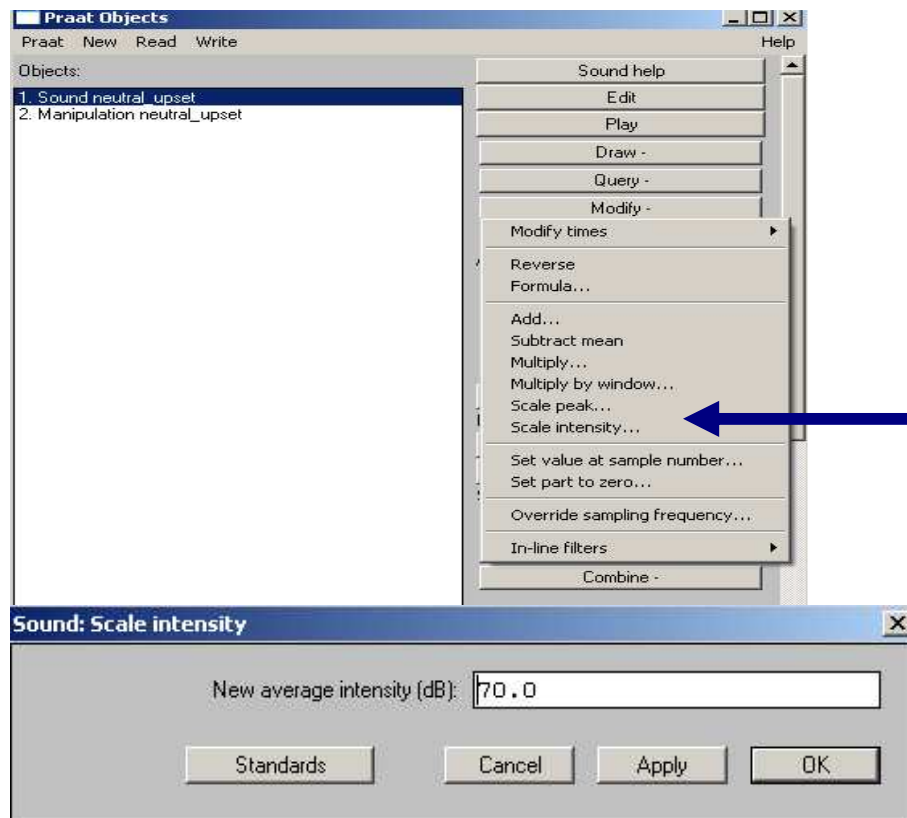 Praat Objects
Praat New Read Write Help
Objects:
1. Sound neutral_upset
2. Manipulation neutral_upset
Sound help
Edit
Play
Draw -
Query -
Modify -
Modify times
Reverse
Formula...
Add...
Subtract mean
Multiply...
Multiply by window...
Scale peak...
Scale intensity...
Set value at sample number...
Set part to zero...
Override sampling frequency...
In-line filters
Combine -
Sound: Scale intensity
New average intensity (dB): 70.0
Standards Cancel Apply OK